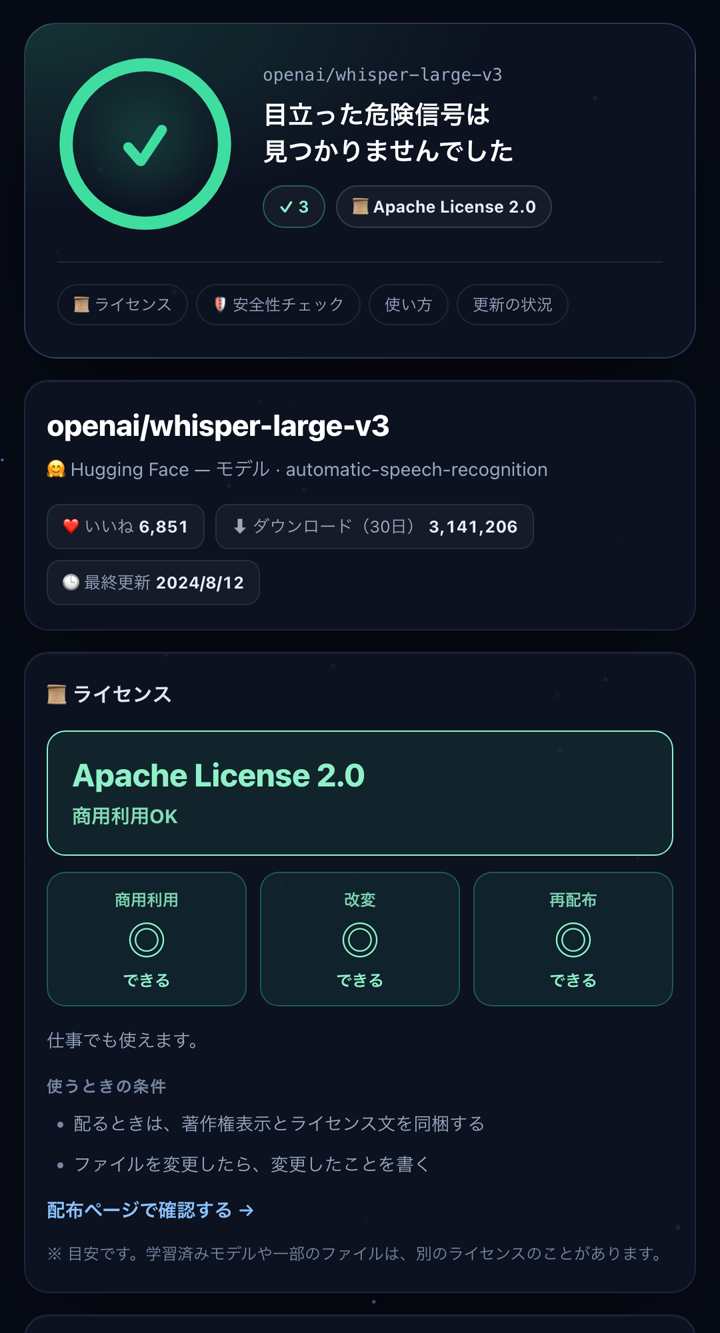 openai/whisper-large-v3
目立った危険信号は
見つかりませんでした
✓ 3
📜 Apache License 2.0
📜 ライセンス
🛡 安全性チェック
使い方
更新の状況
openai/whisper-large-v3
🤗 Hugging Face — モデル · automatic-speech-recognition
❤️ いいね 6,851
⬇ ダウンロード（30日） 3,141,206
🕒 最終更新 2024/8/12
📜 ライセンス
Apache License 2.0
商用利用OK
商用利用
◎
できる
改変
◎
できる
再配布
◎
できる
仕事でも使えます。
使うときの条件
• 配るときは、著作権表示とライセンス文を同梱する
• ファイルを変更したら、変更したことを書く
配布ページで確認する →
※ 目安です。学習済みモデルや一部のファイルは、別のライセンスのことがあります。